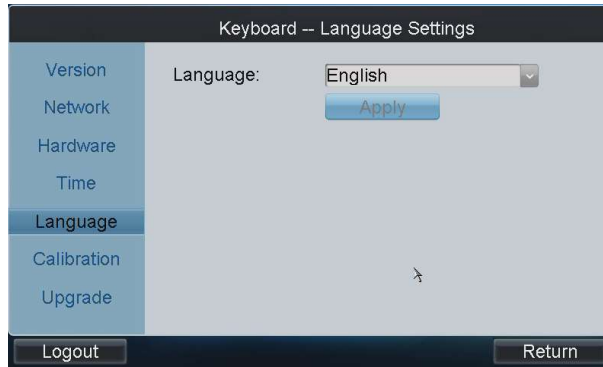 Keyboard -- Language Settings
Version
Network
Hardware
Time
Language
Calibration
Upgrade
Language: English
Apply
Logout
Return